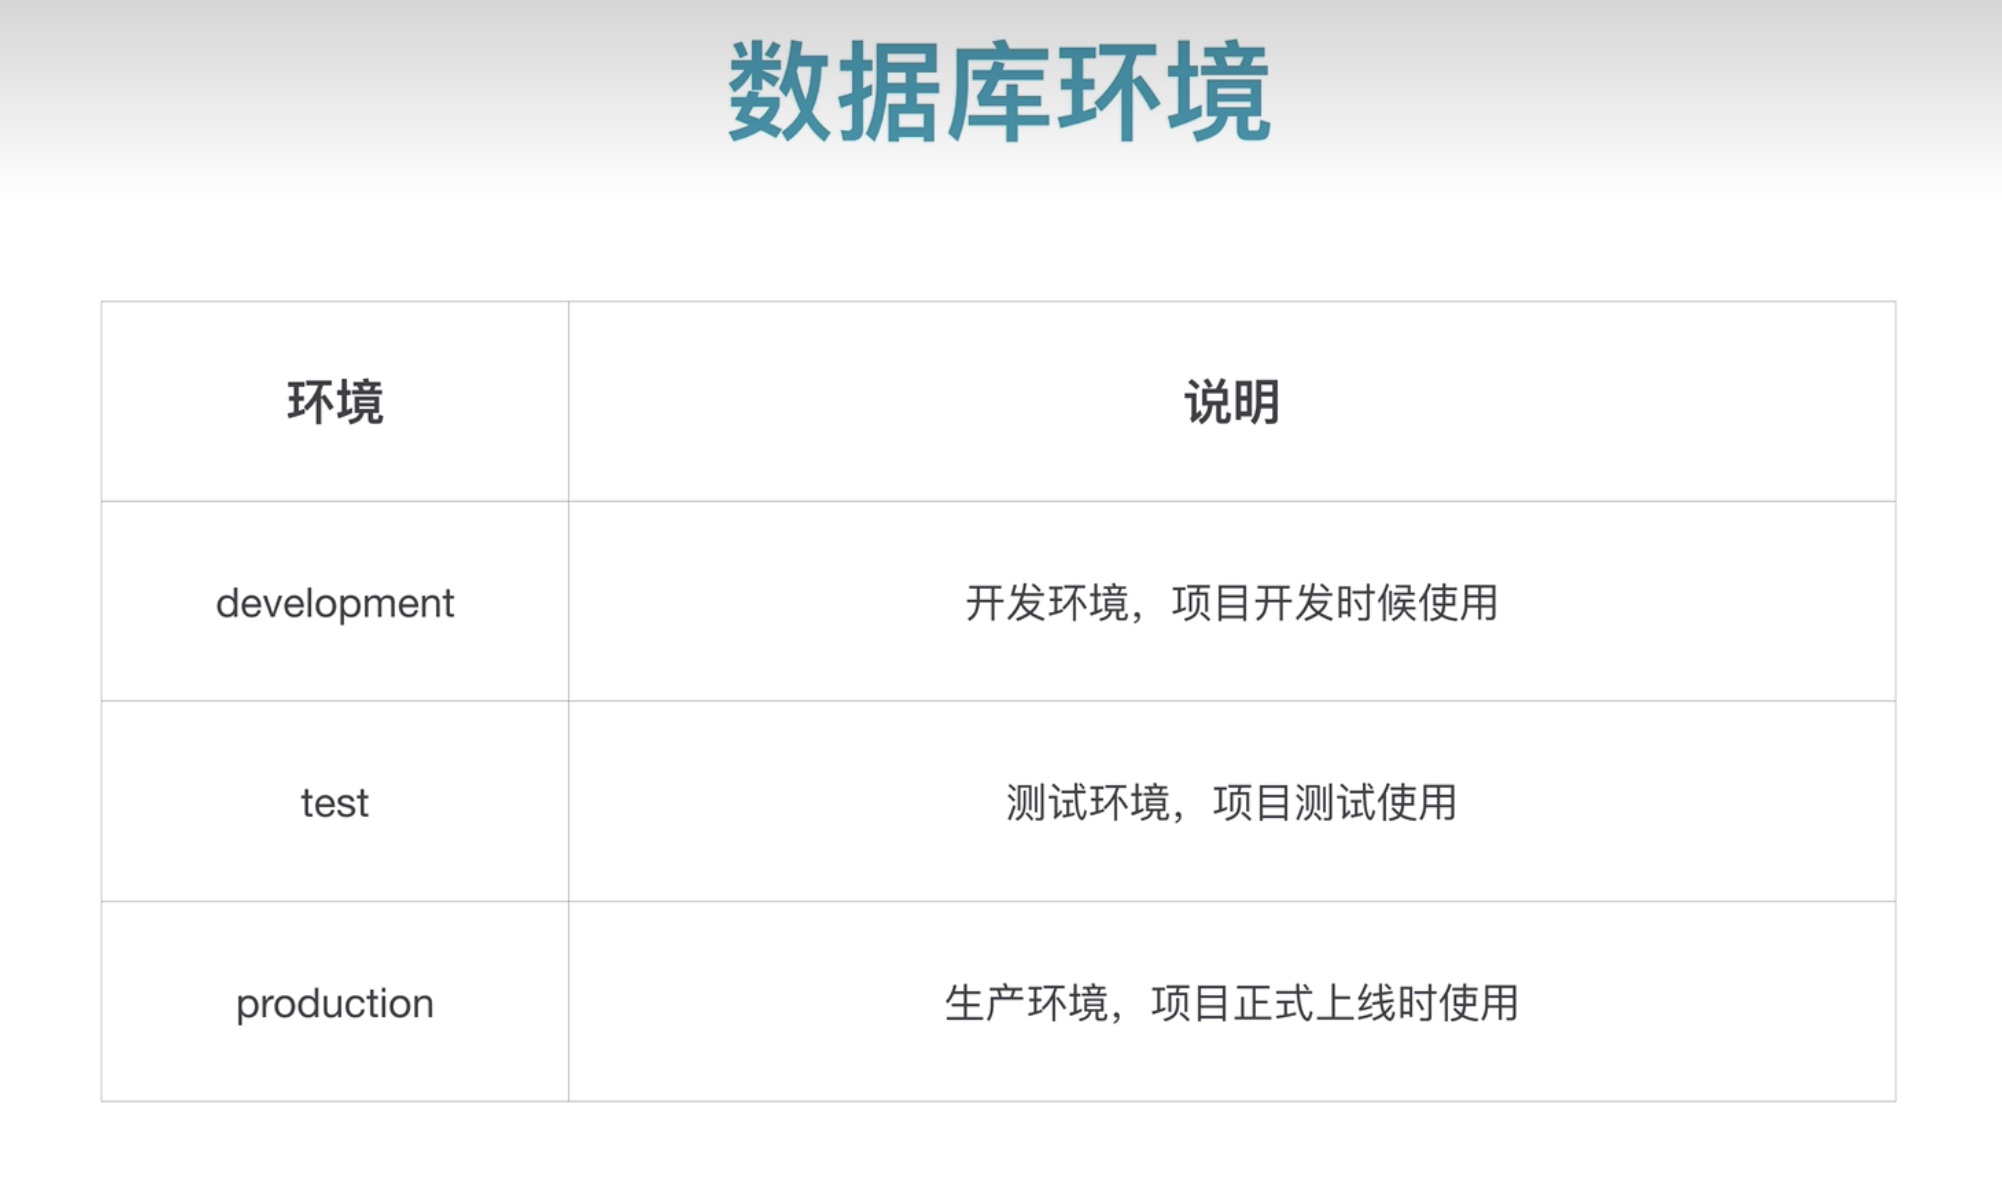 数据库环境
环境 说明
development 开发环境，项目开发时候使用
test 测试环境，项目测试使用
production 生产环境，项目正式上线时使用